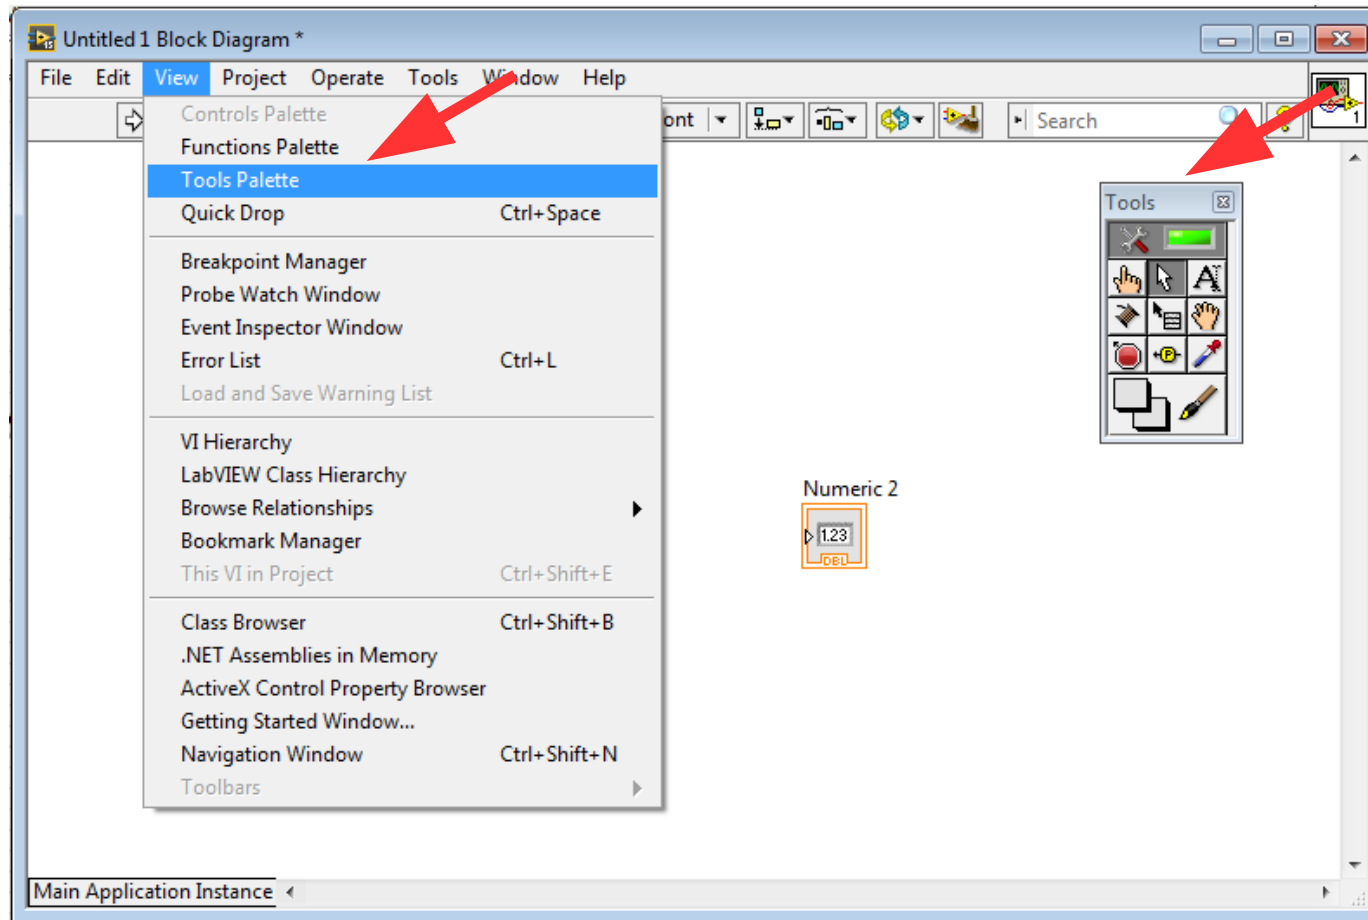 Untitled 1 Block Diagram *
File Edit View Project Operate Tools Window Help
ont
Search
1
Controls Palette
Functions Palette
Tools Palette
Quick Drop Ctrl+Space
Breakpoint Manager
Probe Watch Window
Event Inspector Window
Error List Ctrl+L
Load and Save Warning List
VI Hierarchy
LabVIEW Class Hierarchy
Browse Relationships
Bookmark Manager
This VI in Project Ctrl+Shift+E
Class Browser Ctrl+Shift+B
.NET Assemblies in Memory
ActiveX Control Property Browser
Getting Started Window...
Navigation Window Ctrl+Shift+N
Toolbars
Tools
A
P
Numeric 2
1.23
DBL
Main Application Instance